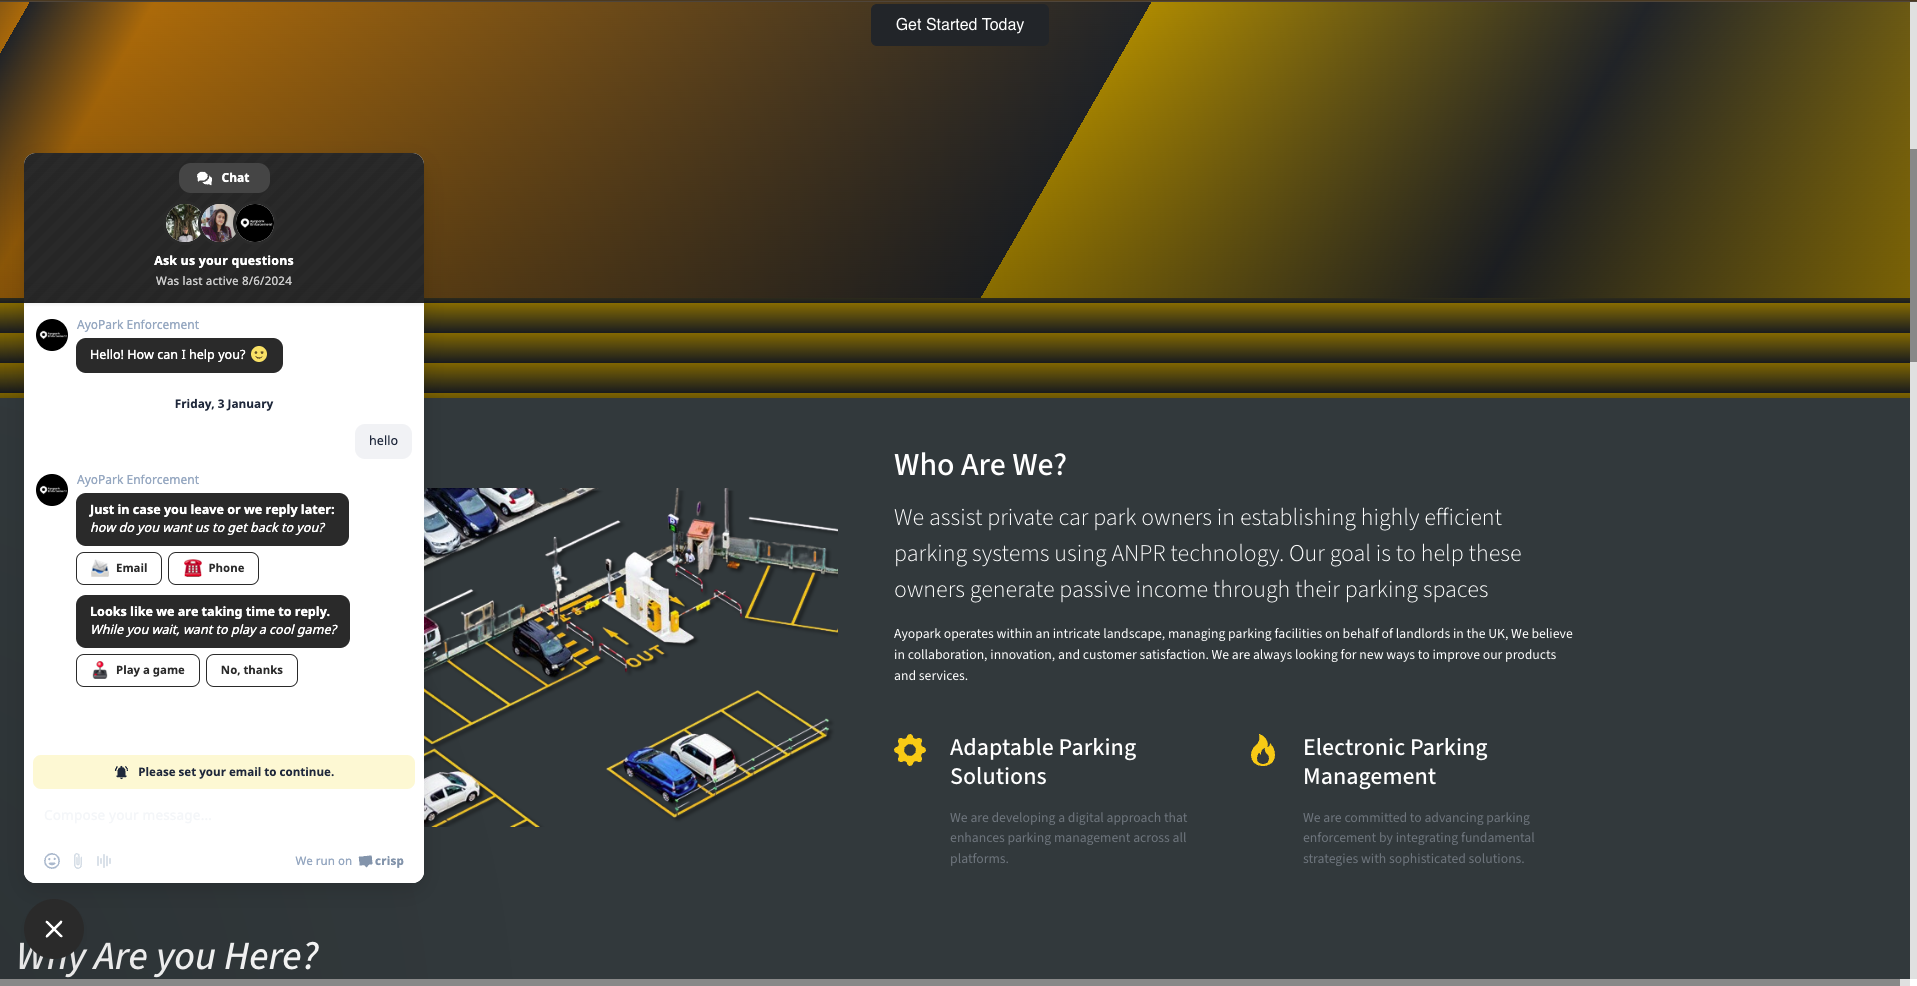 Get Started Today
Chat
Ask us your questions
Was last active 8/6/2024
AyoPark Enforcement
Hello! How can I help you? 🙂
Friday, 3 January
hello
AyoPark Enforcement
Just in case you leave or we reply later:
how do you want us to get back to you?
Email
Phone
Looks like we are taking time to reply.
While you wait, want to play a cool game?
Play a game
No, thanks
Please set your email to continue.
Compose your message...
We run on crisp
Who Are We?
We assist private car park owners in establishing highly efficient
parking systems using ANPR technology. Our goal is to help these
owners generate passive income through their parking spaces
Ayopark operates within an intricate landscape, managing parking facilities on behalf of landlords in the UK, We believe
in collaboration, innovation, and customer satisfaction. We are always looking for new ways to improve our products
and services.
OUT
Adaptable Parking
Solutions
We are developing a digital approach that
enhances parking management across all
platforms.
Electronic Parking
Management
We are committed to advancing parking
enforcement by integrating fundamental
strategies with sophisticated solutions.
Why Are you Here?